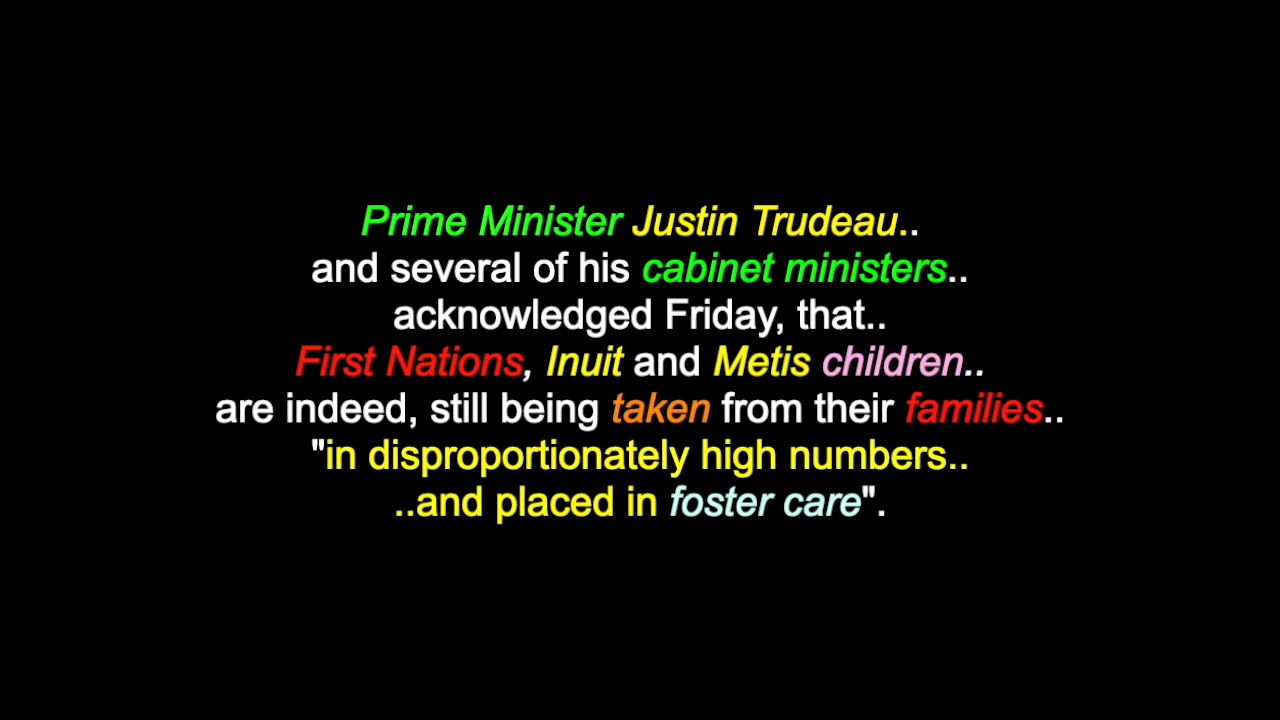 Prime Minister Justin Trudeau..
and several of his cabinet ministers..
acknowledged Friday, that..
First Nations, Inuit and Metis children..
are indeed, still being taken from their families..
"in disproportionately high numbers..
..and placed in foster care".